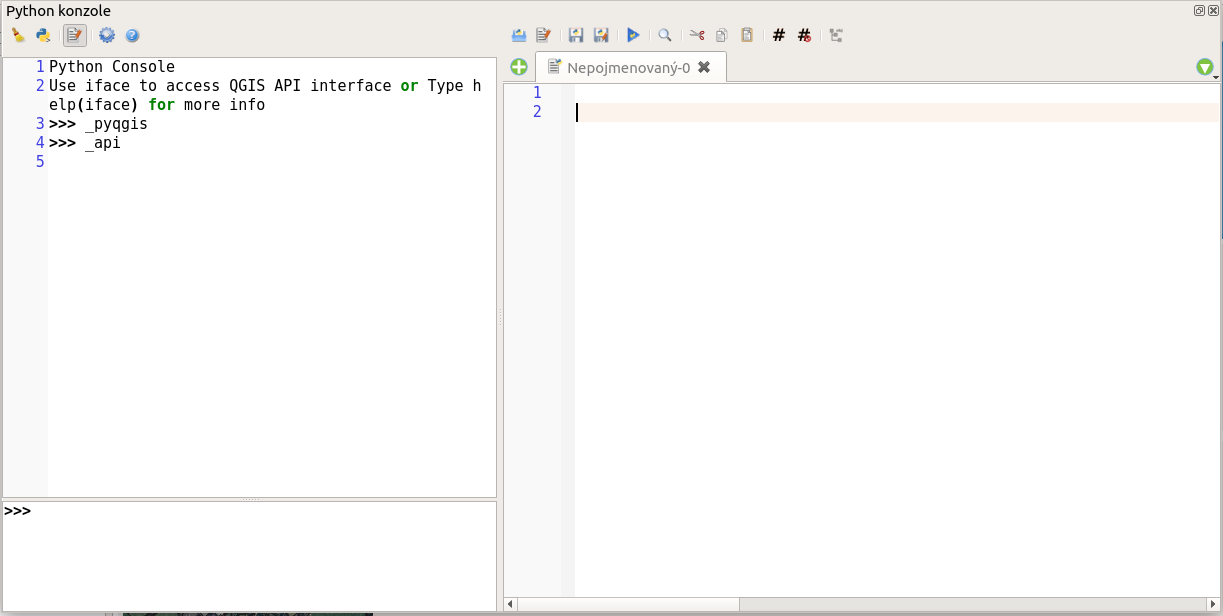 Python konzole
# #
Nepojmenovaný-0
1 Python Console
2 Use iface to access QGIS API interface or Type h
elp(iface) for more info
3 >>> _pyqgis
4 >>> _api
5
1
2
>>>